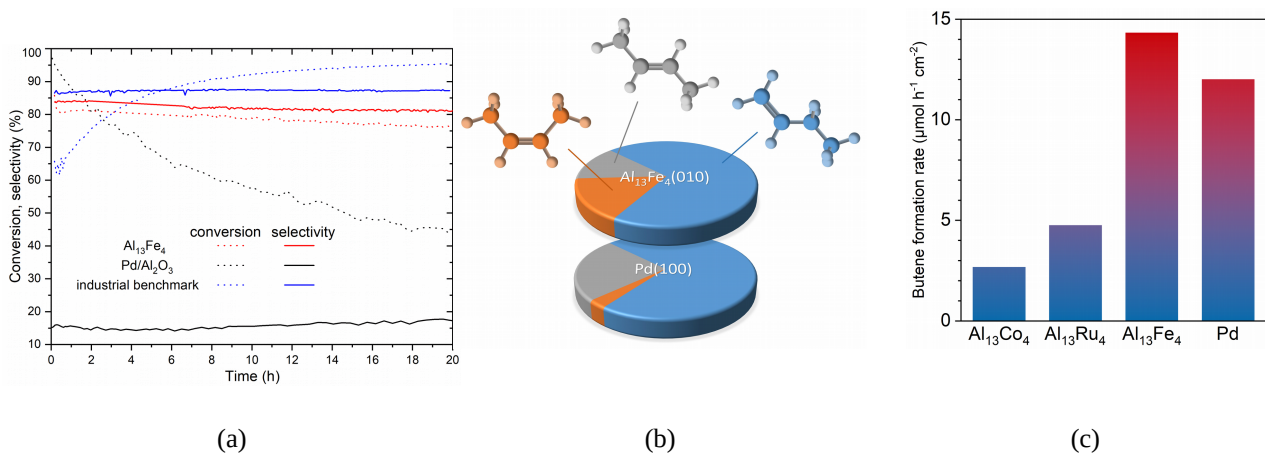 Conversion, selectivity (%)
100
90
80
70
60
50
40
30
20
10
0
2
4
6
8
10
12
14
16
18
20
Time (h)
conversion selectivity
Al₁₃Fe₄
Pd/Al₂O₃
industrial benchmark
(a)
Al₁₃Fe₄(010)
Pd(100)
(b)
Butene formation rate (µmol h⁻¹ cm⁻²)
15
10
5
0
Al₁₃Co₄
Al₁₃Ru₄
Al₁₃Fe₄
Pd
(c)